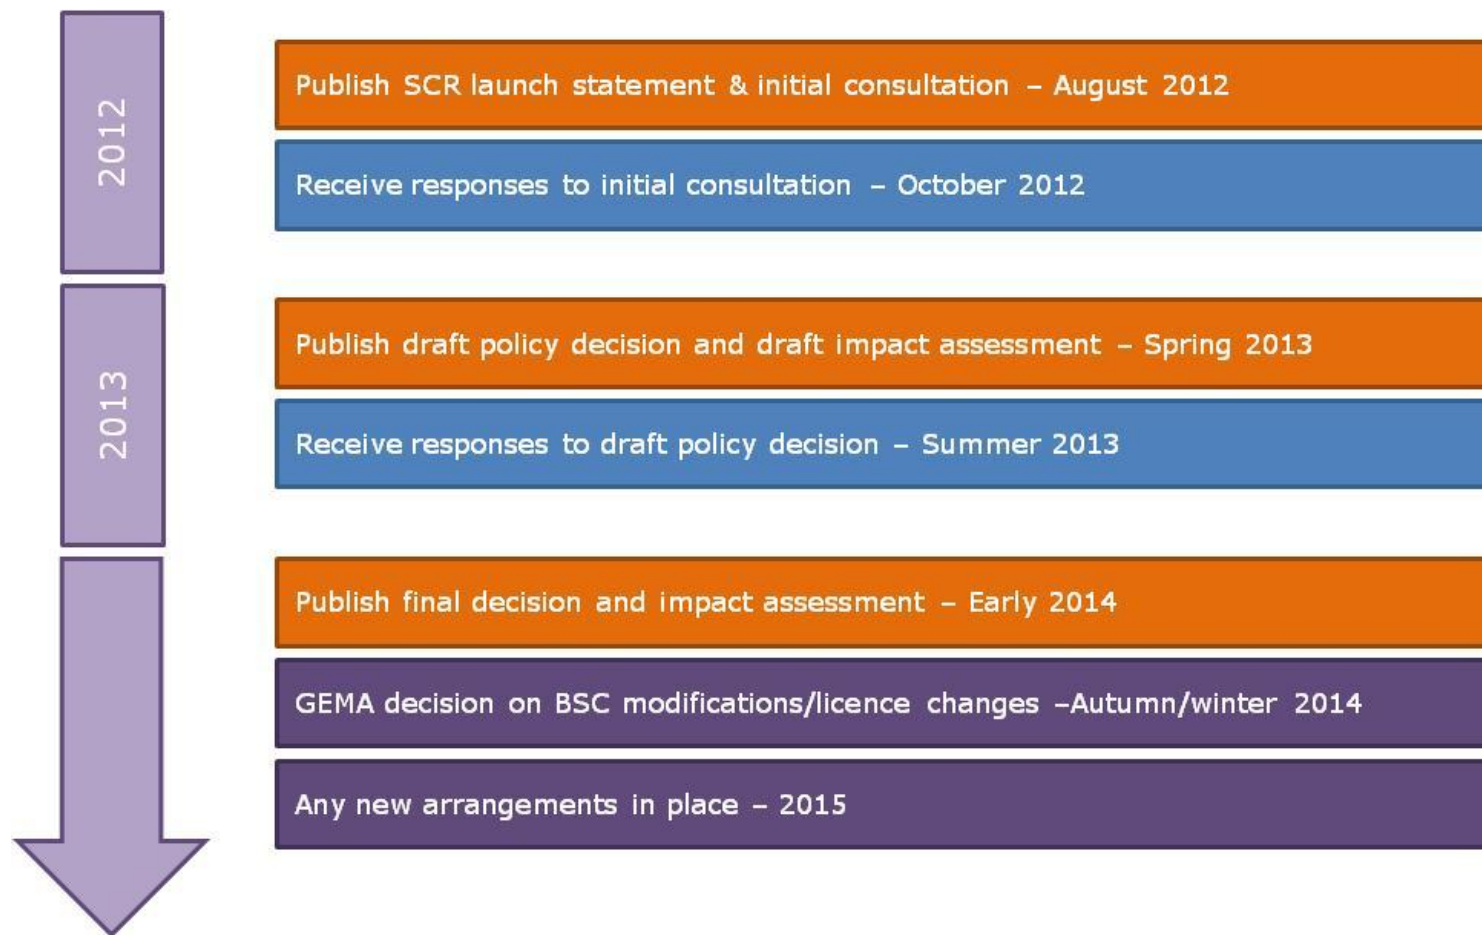 2012
Publish SCR launch statement & initial consultation – August 2012
Receive responses to initial consultation – October 2012
2013
Publish draft policy decision and draft impact assessment – Spring 2013
Receive responses to draft policy decision – Summer 2013
Publish final decision and impact assessment – Early 2014
GEMA decision on BSC modifications/licence changes –Autumn/winter 2014
Any new arrangements in place – 2015